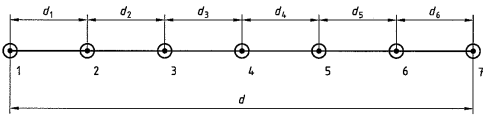 d₁ d₂ d₃ d₄ d₅ d₆
1 2 3 4 5 6 7
d